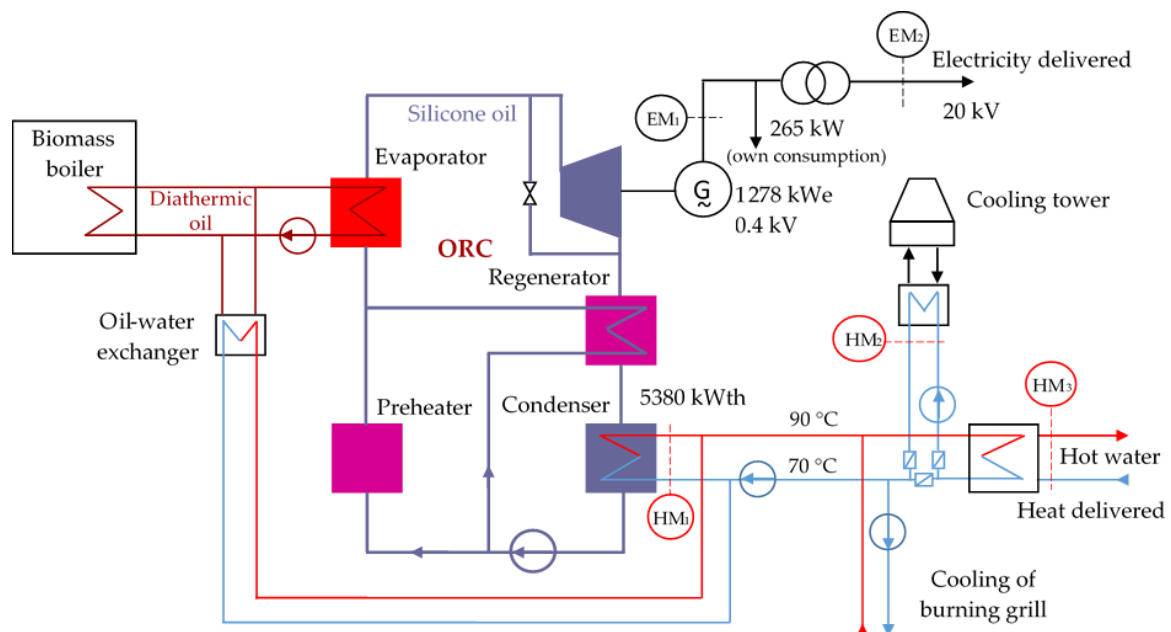 EM₂
Electricity delivered
20 kV
Silicone oil
EM₁
265 kW
(own consumption)
Biomass
boiler
Evaporator
G
~
1278 kWe
0.4 kV
Cooling tower
Diathermic
oil
ORC
Regenerator
Oil-water
exchanger
HM₂
HM₃
Preheater
Condenser
5380 kWth
90 °C
70 °C
Hot water
HM₁
Heat delivered
Cooling of
burning grill